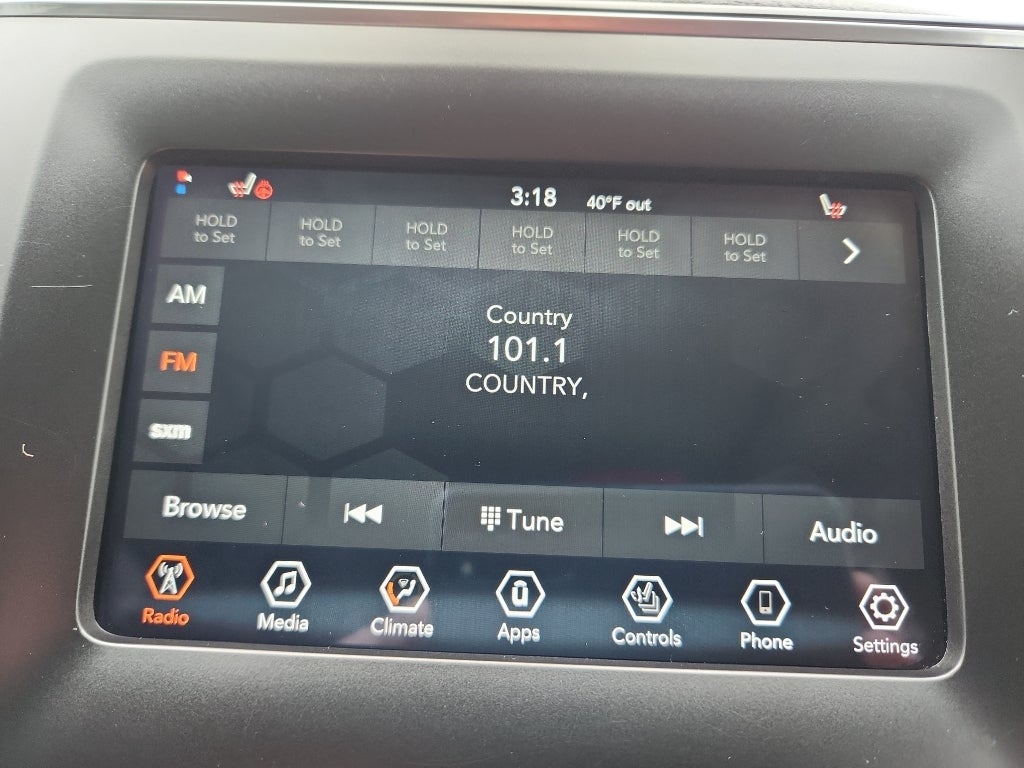 3:18 40°F out
HOLD
to Set
HOLD
to Set
HOLD
to Set
HOLD
to Set
HOLD
to Set
HOLD
to Set
AM
FM
sxm
Country
101.1
COUNTRY,
Browse
Tune
Audio
Radio
Media
Climate
Apps
Controls
Phone
Settings